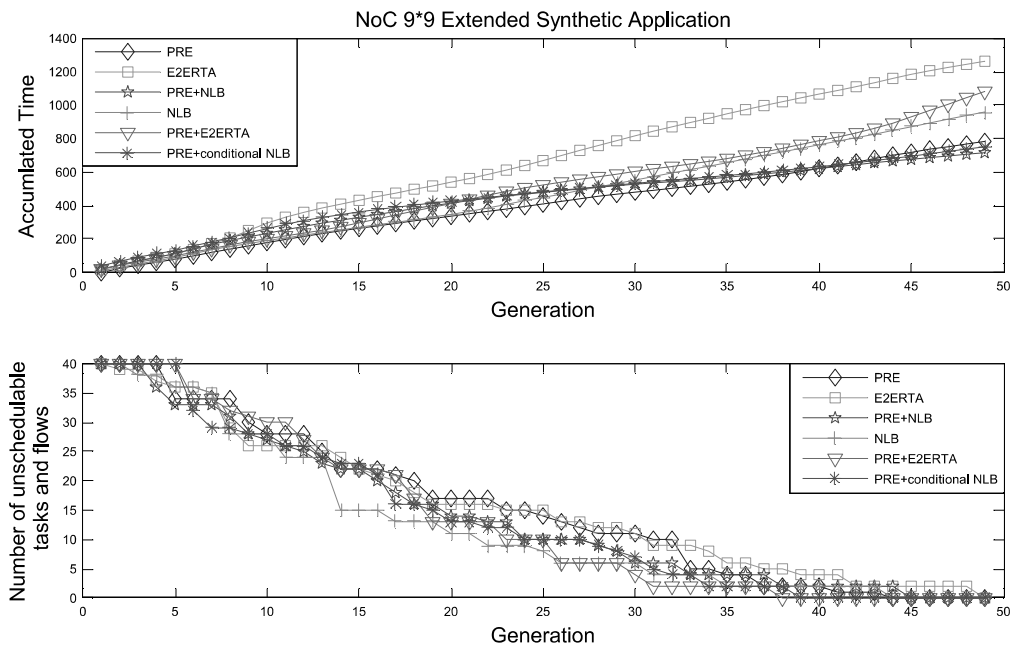 NoC 9*9 Extended Synthetic Application
1400
1200
1000
800
600
400
200
0
Accumlated Time
PRE
E2ERTA
PRE+NLB
NLB
PRE+E2ERTA
PRE+conditional NLB
0 5 10 15 20 25 30 35 40 45 50
Generation
40
35
30
25
20
15
10
5
0
Number of unschedulable
tasks and flows
PRE
E2ERTA
PRE+NLB
NLB
PRE+E2ERTA
PRE+conditional NLB
0 5 10 15 20 25 30 35 40 45 50
Generation